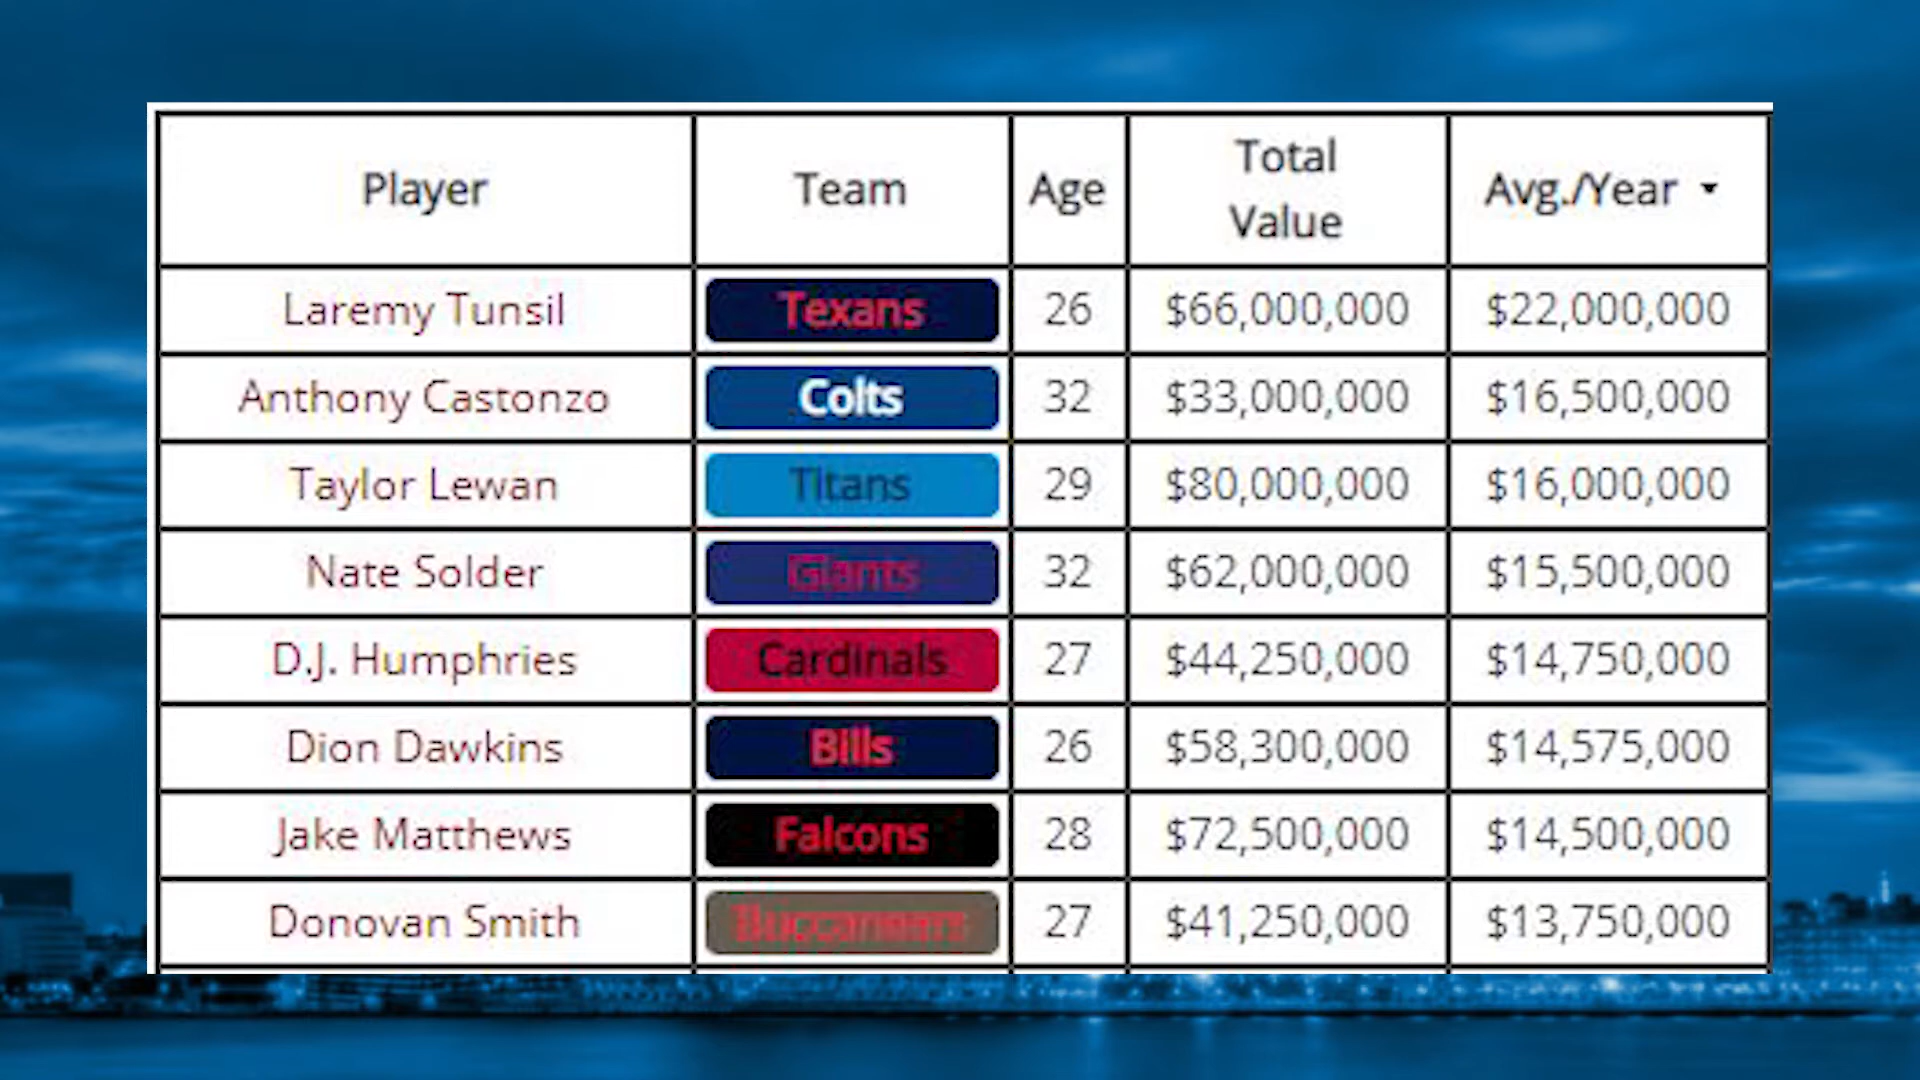 Player Team Age Total Value Avg./Year
Laremy Tunsil Texans 26 $66,000,000 $22,000,000
Anthony Castonzo Colts 32 $33,000,000 $16,500,000
Taylor Lewan Titans 29 $80,000,000 $16,000,000
Nate Solder Giants 32 $62,000,000 $15,500,000
D.J. Humphries Cardinals 27 $44,250,000 $14,750,000
Dion Dawkins Bills 26 $58,300,000 $14,575,000
Jake Matthews Falcons 28 $72,500,000 $14,500,000
Donovan Smith Buccaneers 27 $41,250,000 $13,750,000